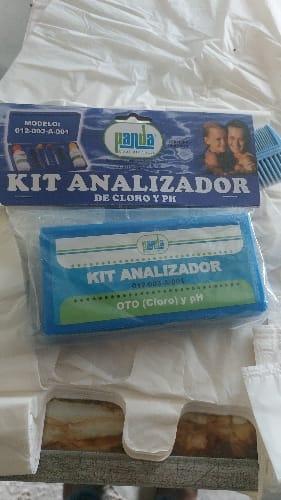 MODELO:
012-003-A-001
panda
KIT ANALIZADOR
DE CLORO Y PH
panda
KIT ANALIZADOR
012-003-A-001
OTO (Cloro) y pH